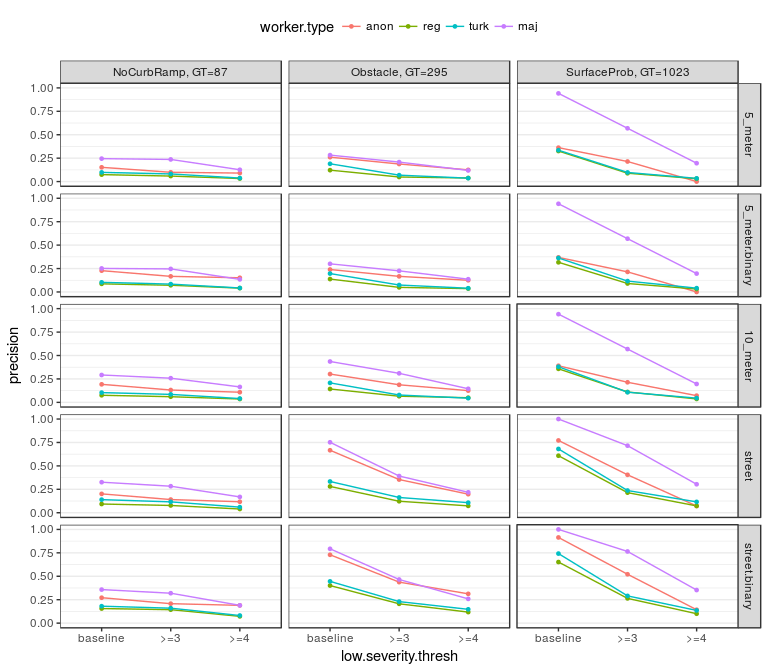 worker.type anon reg turk maj
NoCurbRamp, GT=87 Obstacle, GT=295 SurfaceProb, GT=1023
1.00
0.75
0.50
0.25
0.00
5_meter
1.00
0.75
0.50
0.25
0.00
5_meter.binary
1.00
0.75
0.50
0.25
0.00
10_meter
1.00
0.75
0.50
0.25
0.00
street
1.00
0.75
0.50
0.25
0.00
street.binary
precision
baseline >=3 >=4 baseline >=3 >=4 baseline >=3 >=4
low.severity.thresh